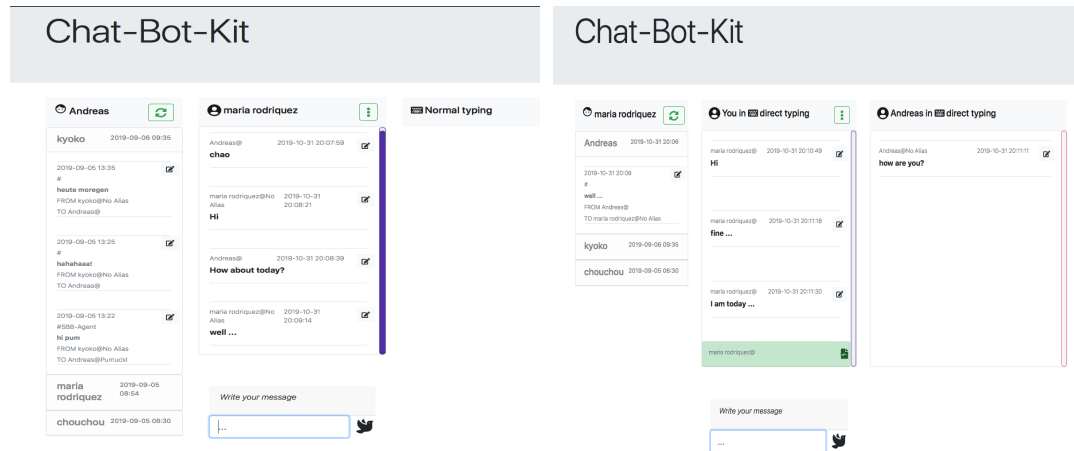 Chat-Bot-Kit
Andreas
kyoko 2019-09-06 09:35
2019-09-05 13:35
#
heute moregen
FROM kyoko@No Alias
TO Andreas@
2019-09-05 13:25
#
hahahaaa!
FROM kyoko@No Alias
TO Andreas@
2019-09-05 13:22
#SBB-Agent
hi pum
FROM kyoko@No Alias
TO Andreas@Pumuckl
maria rodriquez 2019-09-05 08:54
chouchou 2019-09-05 06:30
maria rodriquez
Andreas@ 2019-10-31 20:07:59
chao
maria rodriquez@No Alias 2019-10-31 20:08:21
Hi
Andreas@ 2019-10-31 20:08:39
How about today?
maria rodriquez@No Alias 2019-10-31 20:09:14
well ...
Write your message
...
Normal typing
Chat-Bot-Kit
maria rodriquez
Andreas 2019-10-31 20:06
2019-10-31 20:09
#
well ...
FROM Andreas@
TO maria rodriquez@No Alias
kyoko 2019-09-06 09:35
chouchou 2019-09-05 06:30
You in direct typing
maria rodriquez@ 2019-10-31 20:10:49
Hi
maria rodriquez@ 2019-10-31 20:11:18
fine ...
maria rodriquez@ 2019-10-31 20:11:30
I am today ...
maria rodriquez@
Write your message
...
Andreas in direct typing
Andreas@No Alias 2019-10-31 20:11:11
how are you?